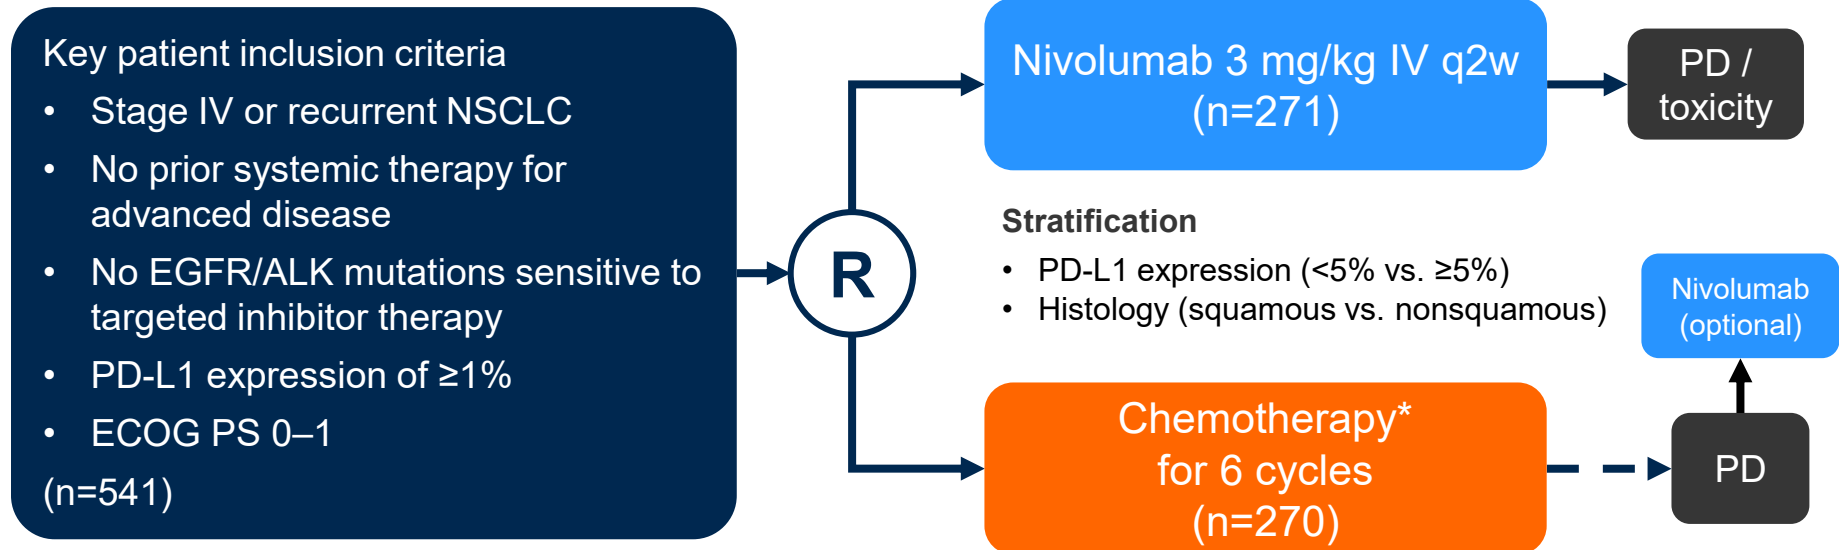 Key patient inclusion criteria
• Stage IV or recurrent NSCLC
• No prior systemic therapy for
advanced disease
• No EGFR/ALK mutations sensitive to
targeted inhibitor therapy
• PD-L1 expression of ≥1%
• ECOG PS 0–1
(n=541)
R
Nivolumab 3 mg/kg IV q2w
(n=271)
PD /
toxicity
Stratification
• PD-L1 expression (<5% vs. ≥5%)
• Histology (squamous vs. nonsquamous)
Chemotherapy*
for 6 cycles
(n=270)
Nivolumab
(optional)
PD